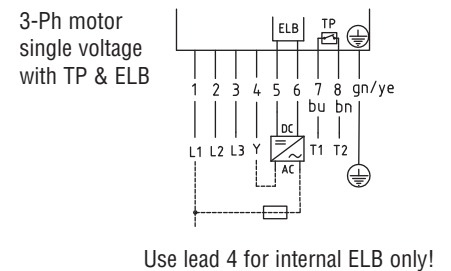 3-Ph motor
single voltage
with TP & ELB
ELB TP
1 2 3 4 5 6 7 8 gn/ye
bu bn
DC
L1 L2 L3 Y = ~ T1 T2
AC
Use lead 4 for internal ELB only!